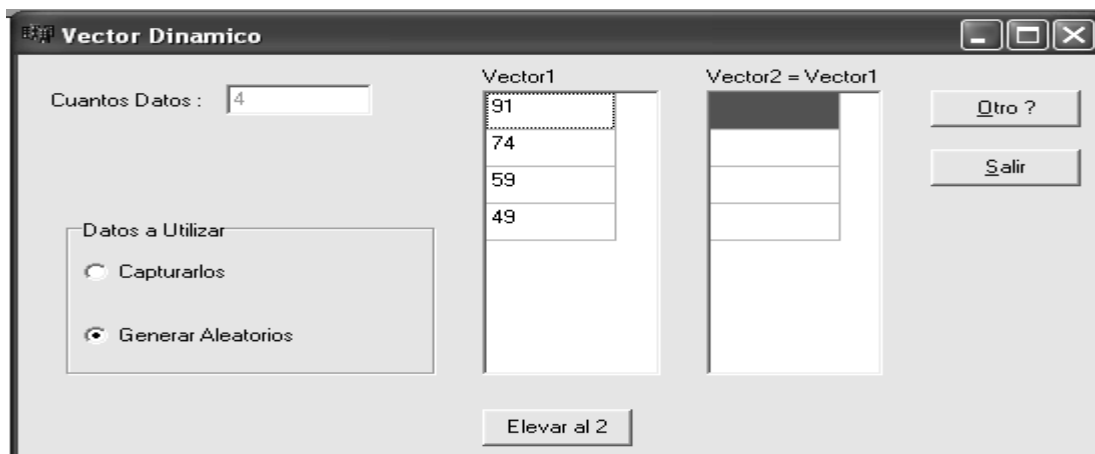 Vector Dinamico
Cuantos Datos :
4
Vector1
91
74
59
49
Vector2 = Vector1
Otro ?
Salir
Datos a Utilizar
Capturarlos
Generar Aleatorios
Elevar al 2